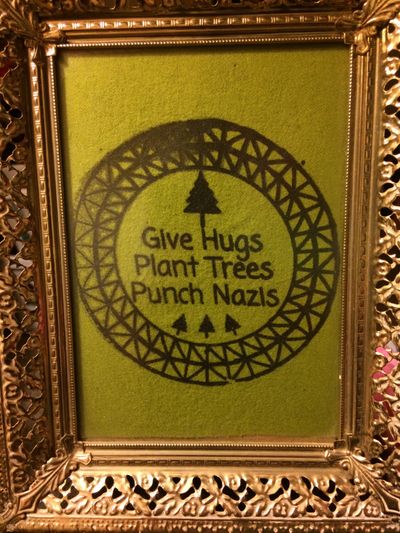 Give Hugs
Plant Trees
Punch Nazis